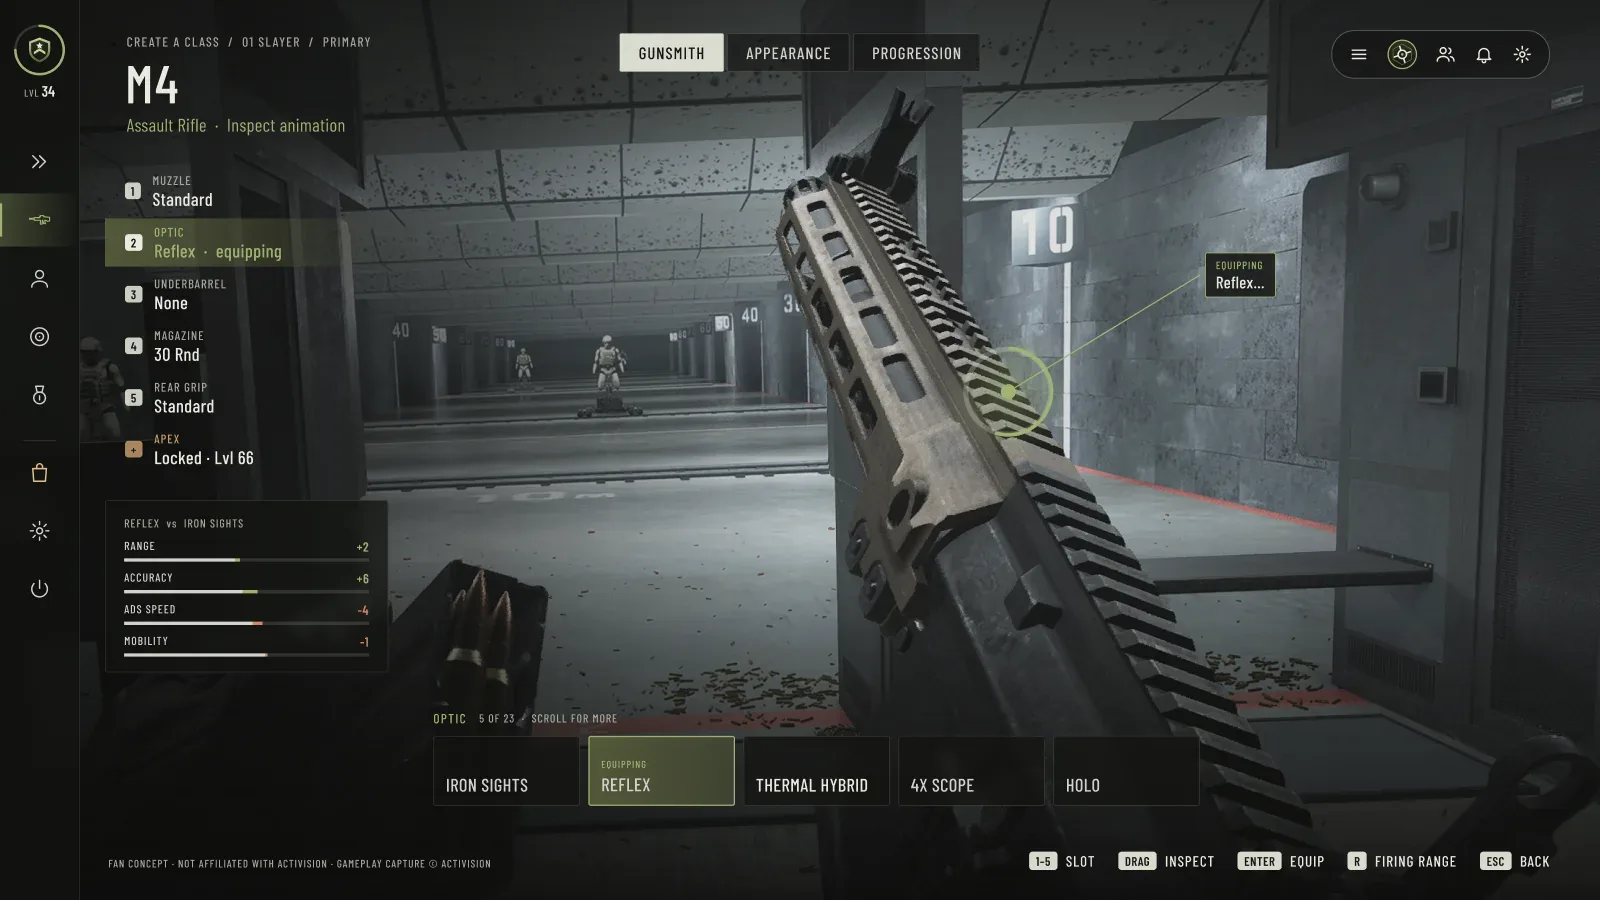 LVL 34
CREATE A CLASS / 01 SLAYER / PRIMARY
M4
Assault Rifle · Inspect animation
GUNSMITH
APPEARANCE
PROGRESSION
1 MUZZLE
Standard
2 OPTIC
Reflex · equipping
3 UNDERBARREL
None
4 MAGAZINE
30 Rnd
5 REAR GRIP
Standard
+ APEX
Locked · Lvl 66
REFLEX vs IRON SIGHTS
RANGE +2
ACCURACY +6
ADS SPEED -4
MOBILITY -1
10
EQUIPPING
Reflex...
40
50
40
10m
OPTIC 5 OF 23 · SCROLL FOR MORE
IRON SIGHTS
EQUIPPING
REFLEX
THERMAL HYBRID
4X SCOPE
HOLO
FAN CONCEPT · NOT AFFILIATED WITH ACTIVISION · GAMEPLAY CAPTURE © ACTIVISION
1-5 SLOT
DRAG INSPECT
ENTER EQUIP
R FIRING RANGE
ESC BACK